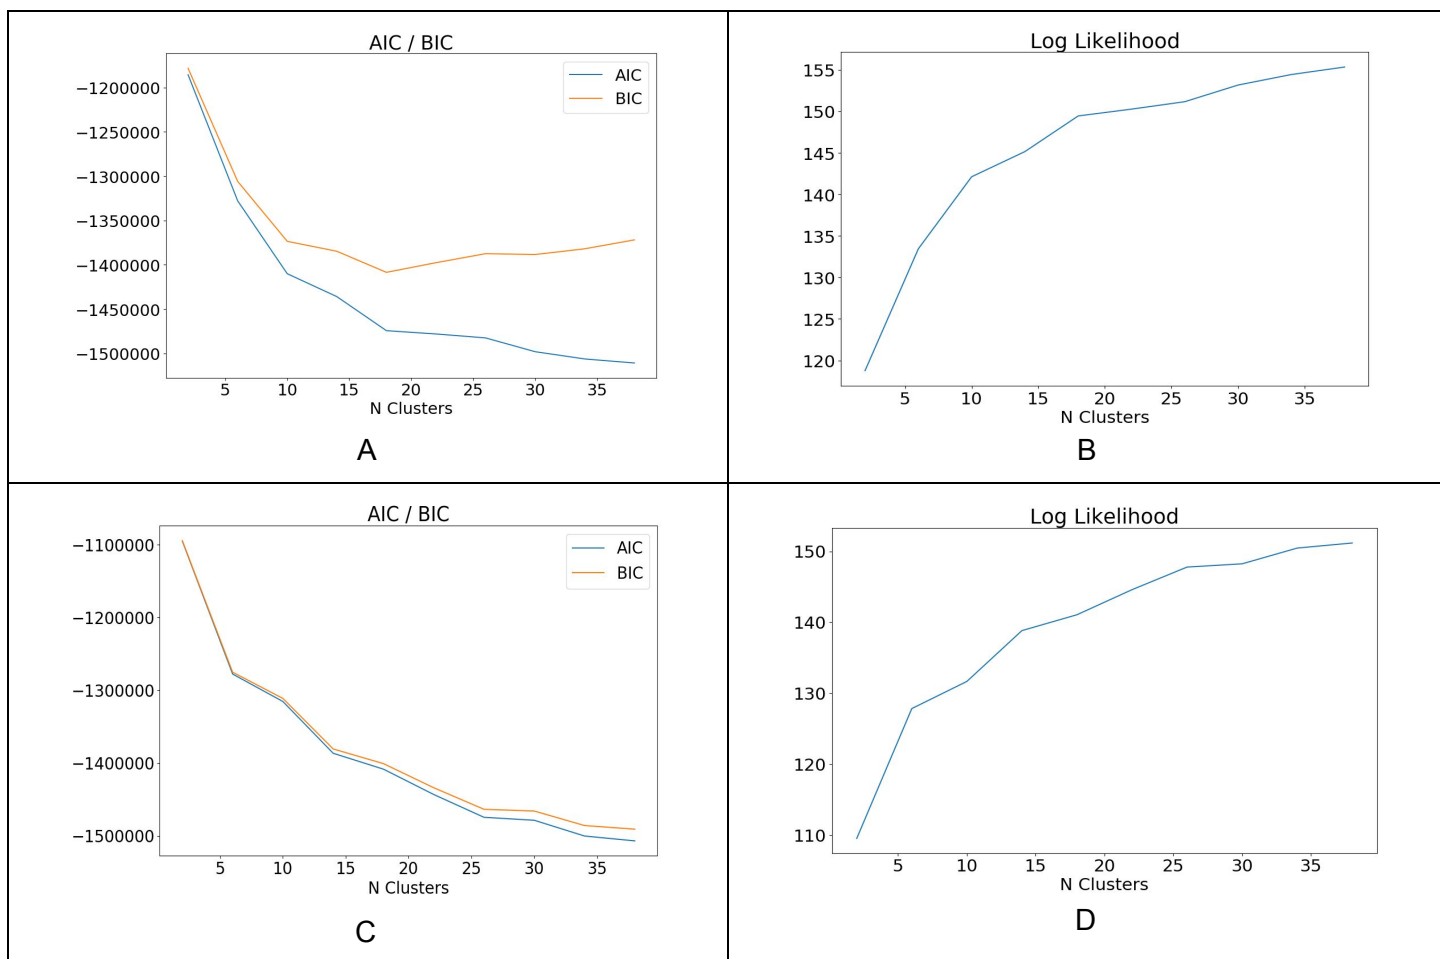 AIC / BIC
−1200000
−1250000
−1300000
−1350000
−1400000
−1450000
−1500000
AIC
BIC
5 10 15 20 25 30 35
N Clusters
A
Log Likelihood
155
150
145
140
135
130
125
120
5 10 15 20 25 30 35
N Clusters
B
AIC / BIC
−1100000
−1200000
−1300000
−1400000
−1500000
AIC
BIC
5 10 15 20 25 30 35
N Clusters
C
Log Likelihood
150
140
130
120
110
5 10 15 20 25 30 35
N Clusters
D